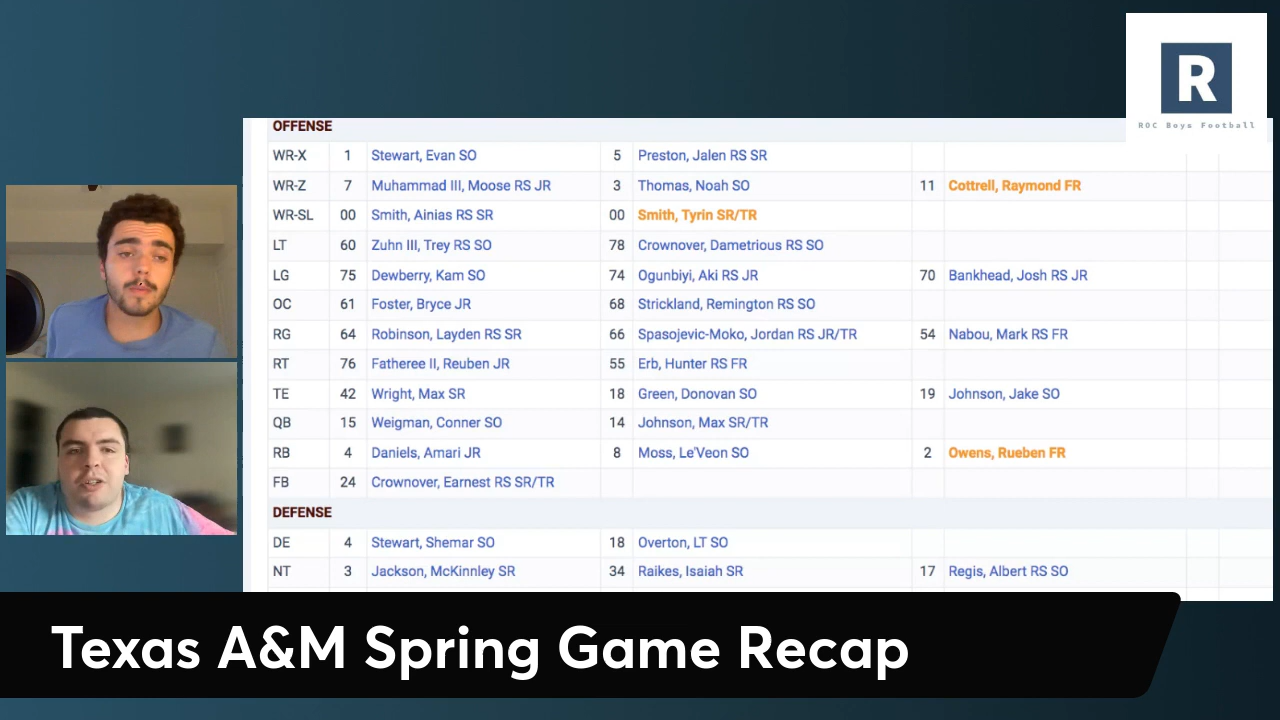 R
ROC Boys Football
OFFENSE
WR-X 1 Stewart, Evan SO 5 Preston, Jalen RS SR
WR-Z 7 Muhammad III, Moose RS JR 3 Thomas, Noah SO 11 Cottrell, Raymond FR
WR-SL 00 Smith, Ainias RS SR 00 Smith, Tyrin SR/TR
LT 60 Zuhn III, Trey RS SO 78 Crownover, Dametrious RS SO
LG 75 Dewberry, Kam SO 74 Ogunbiyi, Aki RS JR 70 Bankhead, Josh RS JR
OC 61 Foster, Bryce JR 68 Strickland, Remington RS SO
RG 64 Robinson, Layden RS SR 66 Spasojevic-Moko, Jordan RS JR/TR 54 Nabou, Mark RS FR
RT 76 Fatheree II, Reuben JR 55 Erb, Hunter RS FR
TE 42 Wright, Max SR 18 Green, Donovan SO 19 Johnson, Jake SO
QB 15 Weigman, Conner SO 14 Johnson, Max SR/TR
RB 4 Daniels, Amari JR 8 Moss, Le'Veon SO 2 Owens, Rueben FR
FB 24 Crownover, Earnest RS SR/TR
DEFENSE
DE 4 Stewart, Shemar SO 18 Overton, LT SO
NT 3 Jackson, McKinnley SR 34 Raikes, Isaiah SR 17 Regis, Albert RS SO
Texas A&M Spring Game Recap